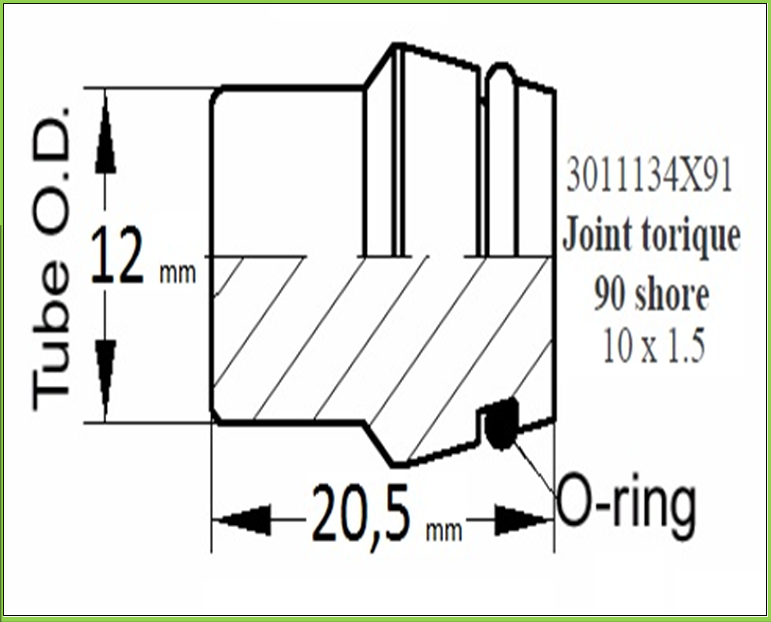 Tube O.D.
12 mm
3011134X91
Joint torique
90 shore
10 x 1.5
20,5 mm
O-ring